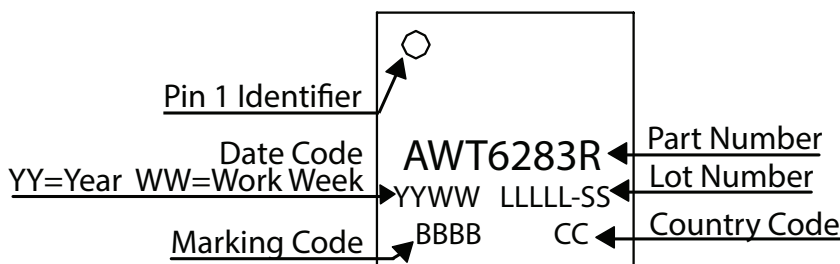 Pin 1 Identifier
Date Code
YY=Year WW=Work Week
Marking Code
AWT6283R
YYWW LLLLL-SS
BBBB CC
Part Number
Lot Number
Country Code